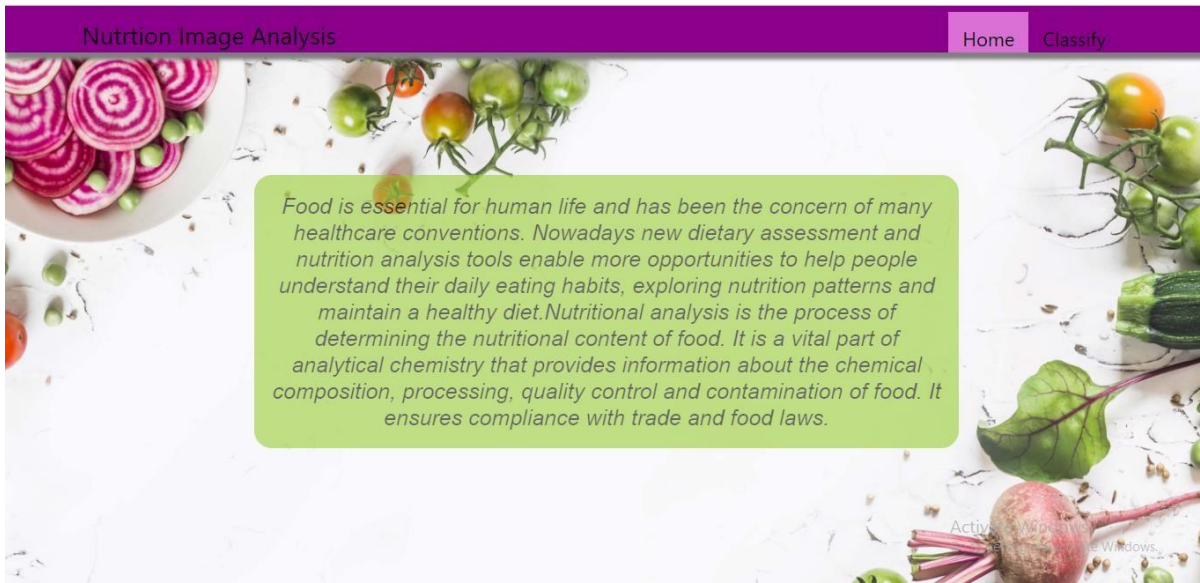 Nutrtion Image Analysis
Home Classify
Food is essential for human life and has been the concern of many
healthcare conventions. Nowadays new dietary assessment and
nutrition analysis tools enable more opportunities to help people
understand their daily eating habits, exploring nutrition patterns and
maintain a healthy diet.Nutritional analysis is the process of
determining the nutritional content of food. It is a vital part of
analytical chemistry that provides information about the chemical
composition, processing, quality control and contamination of food. It
ensures compliance with trade and food laws.
Activate Windows
Windows.